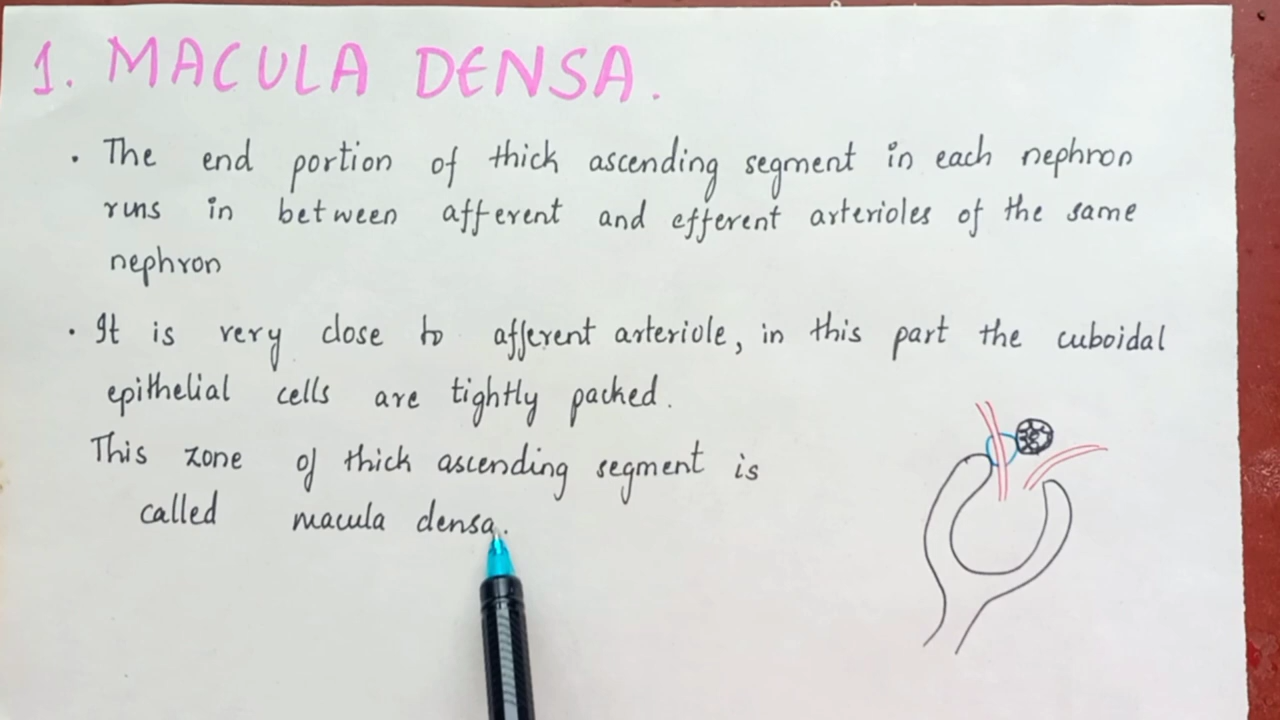 1. MACULA DENSA.
• The end portion of thick ascending segment in each nephron
runs in between afferent and efferent arterioles of the same
nephron
• It is very close to afferent arteriole, in this part the cuboidal
epithelial cells are tightly packed.
This zone of thick ascending segment is
called macula densa.